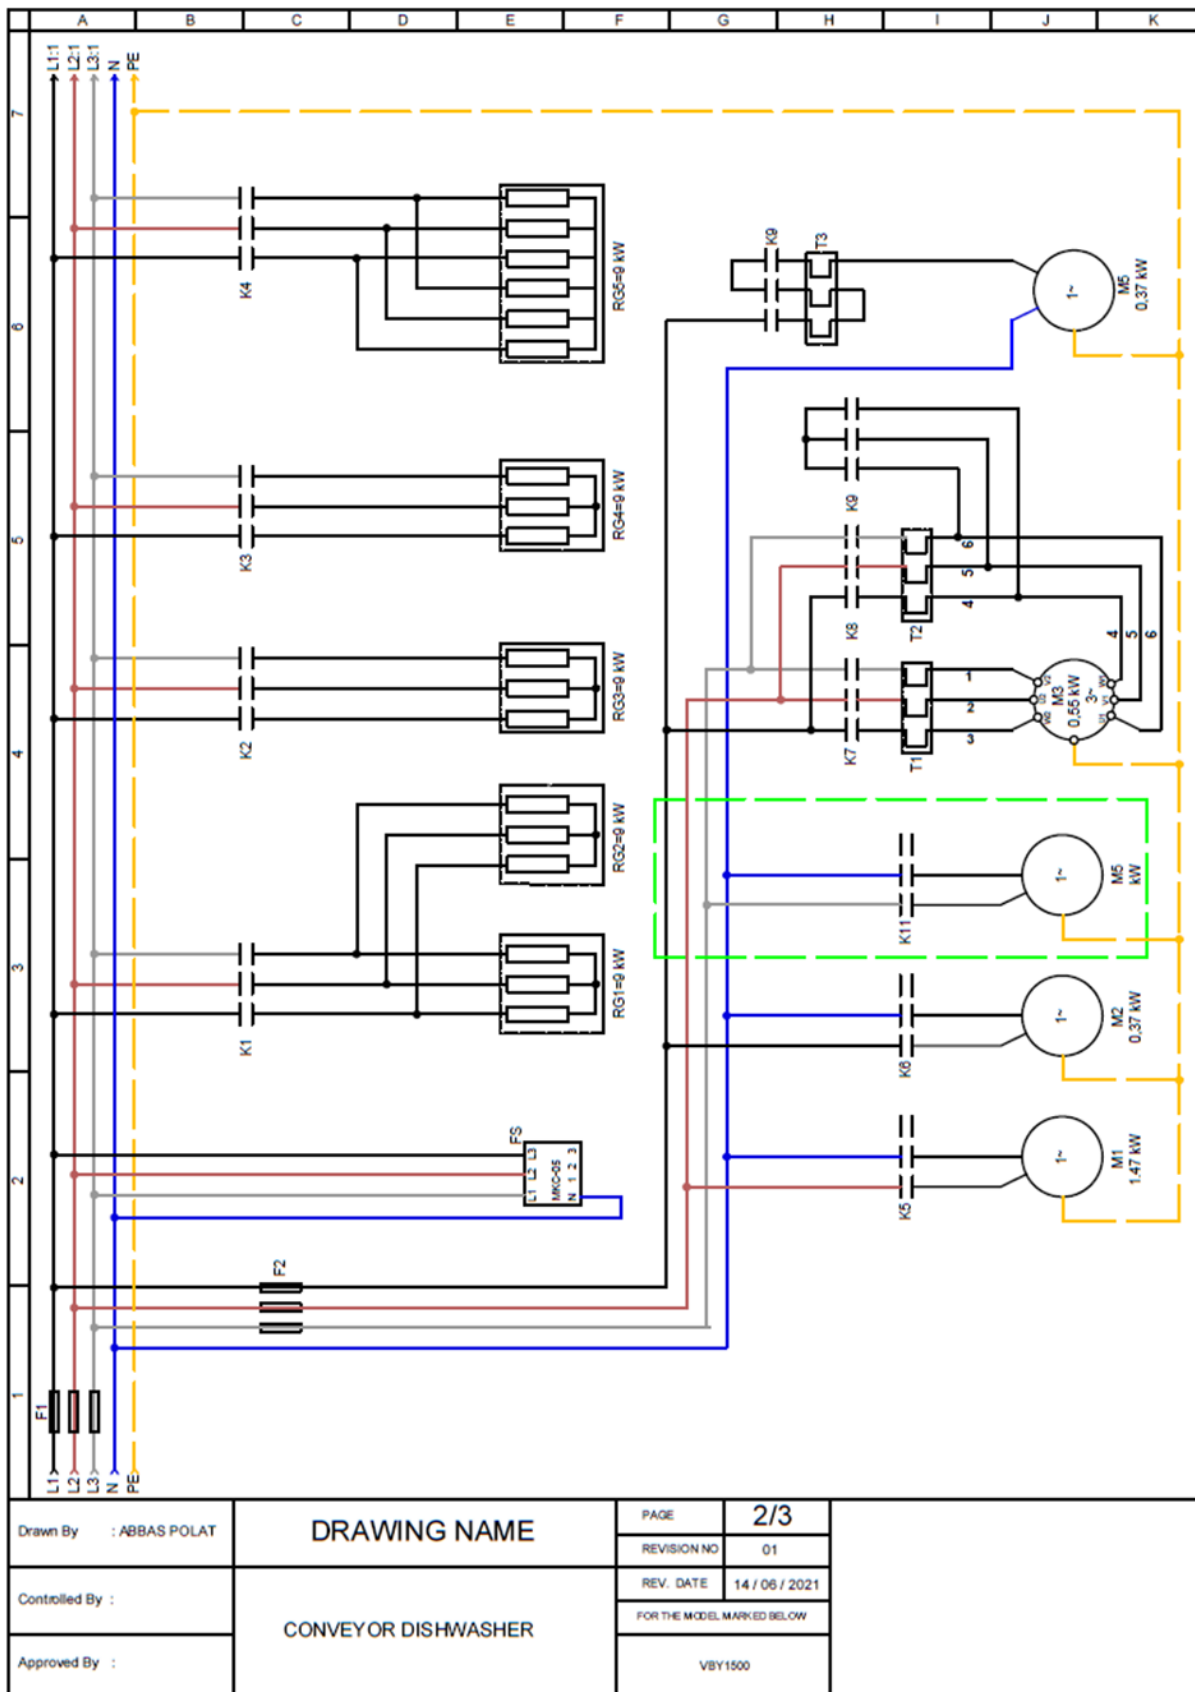 A B C D E F G H I J K
L1:1
L2:1
L3:1
N
PE
7
K4
RG5=9 kW
K9
T3
1~
M5
0,37 kW
6
K3
RG4=9 kW
K9
K8
T2
6
5
4
5
K2
RG3=9 kW
K7
T1
1
2
3
4
5
6
W2
U2
V2
M3
0,55 kW
3~
U1
V1
W1
4
RG2=9 kW
K11
1~
M5
kW
K1
RG1=9 kW
3
K6
1~
M2
0,37 kW
FS
L1 L2 L3
MKC-05
N 1 2 3
2
K5
1~
M1
1.47 kW
F2
F1
1
L1
L2
L3
N
PE
Drawn By : ABBAS POLAT
DRAWING NAME
PAGE 2/3
REVISION NO 01
Controlled By :
REV. DATE 14 / 06 / 2021
FOR THE MODEL MARKED BELOW
CONVEYOR DISHWASHER
Approved By :
VBY1500